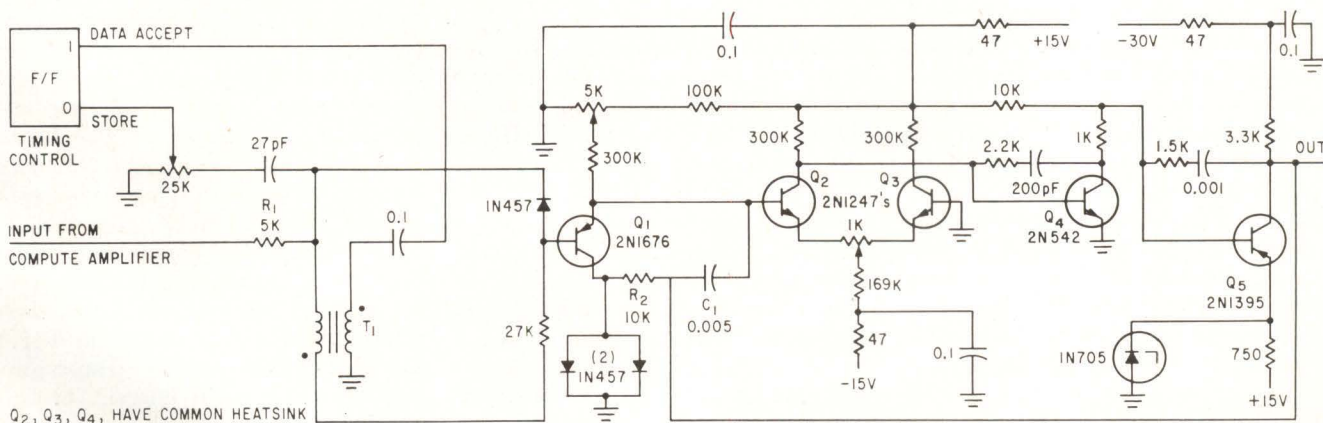 DATA ACCEPT
1
F/F
0
STORE
TIMING
CONTROL
25K
27pF
R1
5K
INPUT FROM
COMPUTE AMPLIFIER
0.1
T1
1N457
27K
Q1
2N1676
R2
10K
C1
0.005
(2)
1N457
5K
100K
300K
0.1
300K
300K
Q2
Q3
2N1247's
1K
169K
47
-15V
0.1
47
+15V
-30V
47
0.1
10K
2.2K
200pF
1K
Q4
2N542
1.5K
0.001
3.3K
OUT
Q5
2N1395
1N705
750
+15V
Q2, Q3, Q4, HAVE COMMON HEATSINK